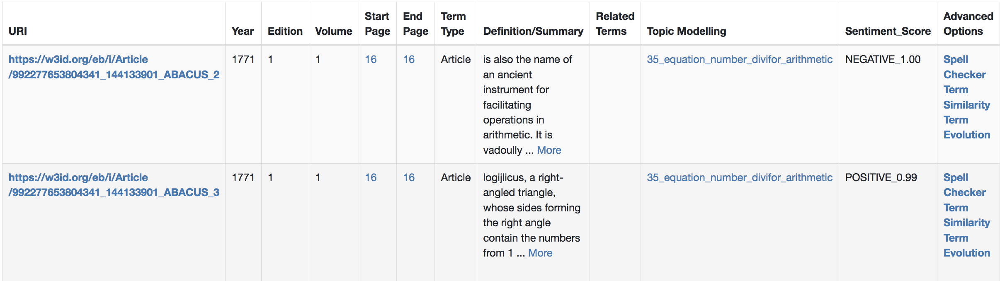 URI
Year
Edition
Volume
Start
Page
End
Page
Term
Type
Definition/Summary
Related
Terms
Topic Modelling
Sentiment_Score
Advanced
Options
https://w3id.org/eb/i/Article
/992277653804341_144133901_ABACUS_2
1771
1
1
16
16
Article
is also the name of
an ancient
instrument for
facilitating
operations in
arithmetic. It is
vadoully ... More
35_equation_number_divifor_arithmetic
NEGATIVE_1.00
Spell
Checker
Term
Similarity
Term
Evolution
https://w3id.org/eb/i/Article
/992277653804341_144133901_ABACUS_3
1771
1
1
16
16
Article
logijlicus, a right-
angled triangle,
whose sides forming
the right angle
contain the numbers
from 1 ... More
35_equation_number_divifor_arithmetic
POSITIVE_0.99
Spell
Checker
Term
Similarity
Term
Evolution